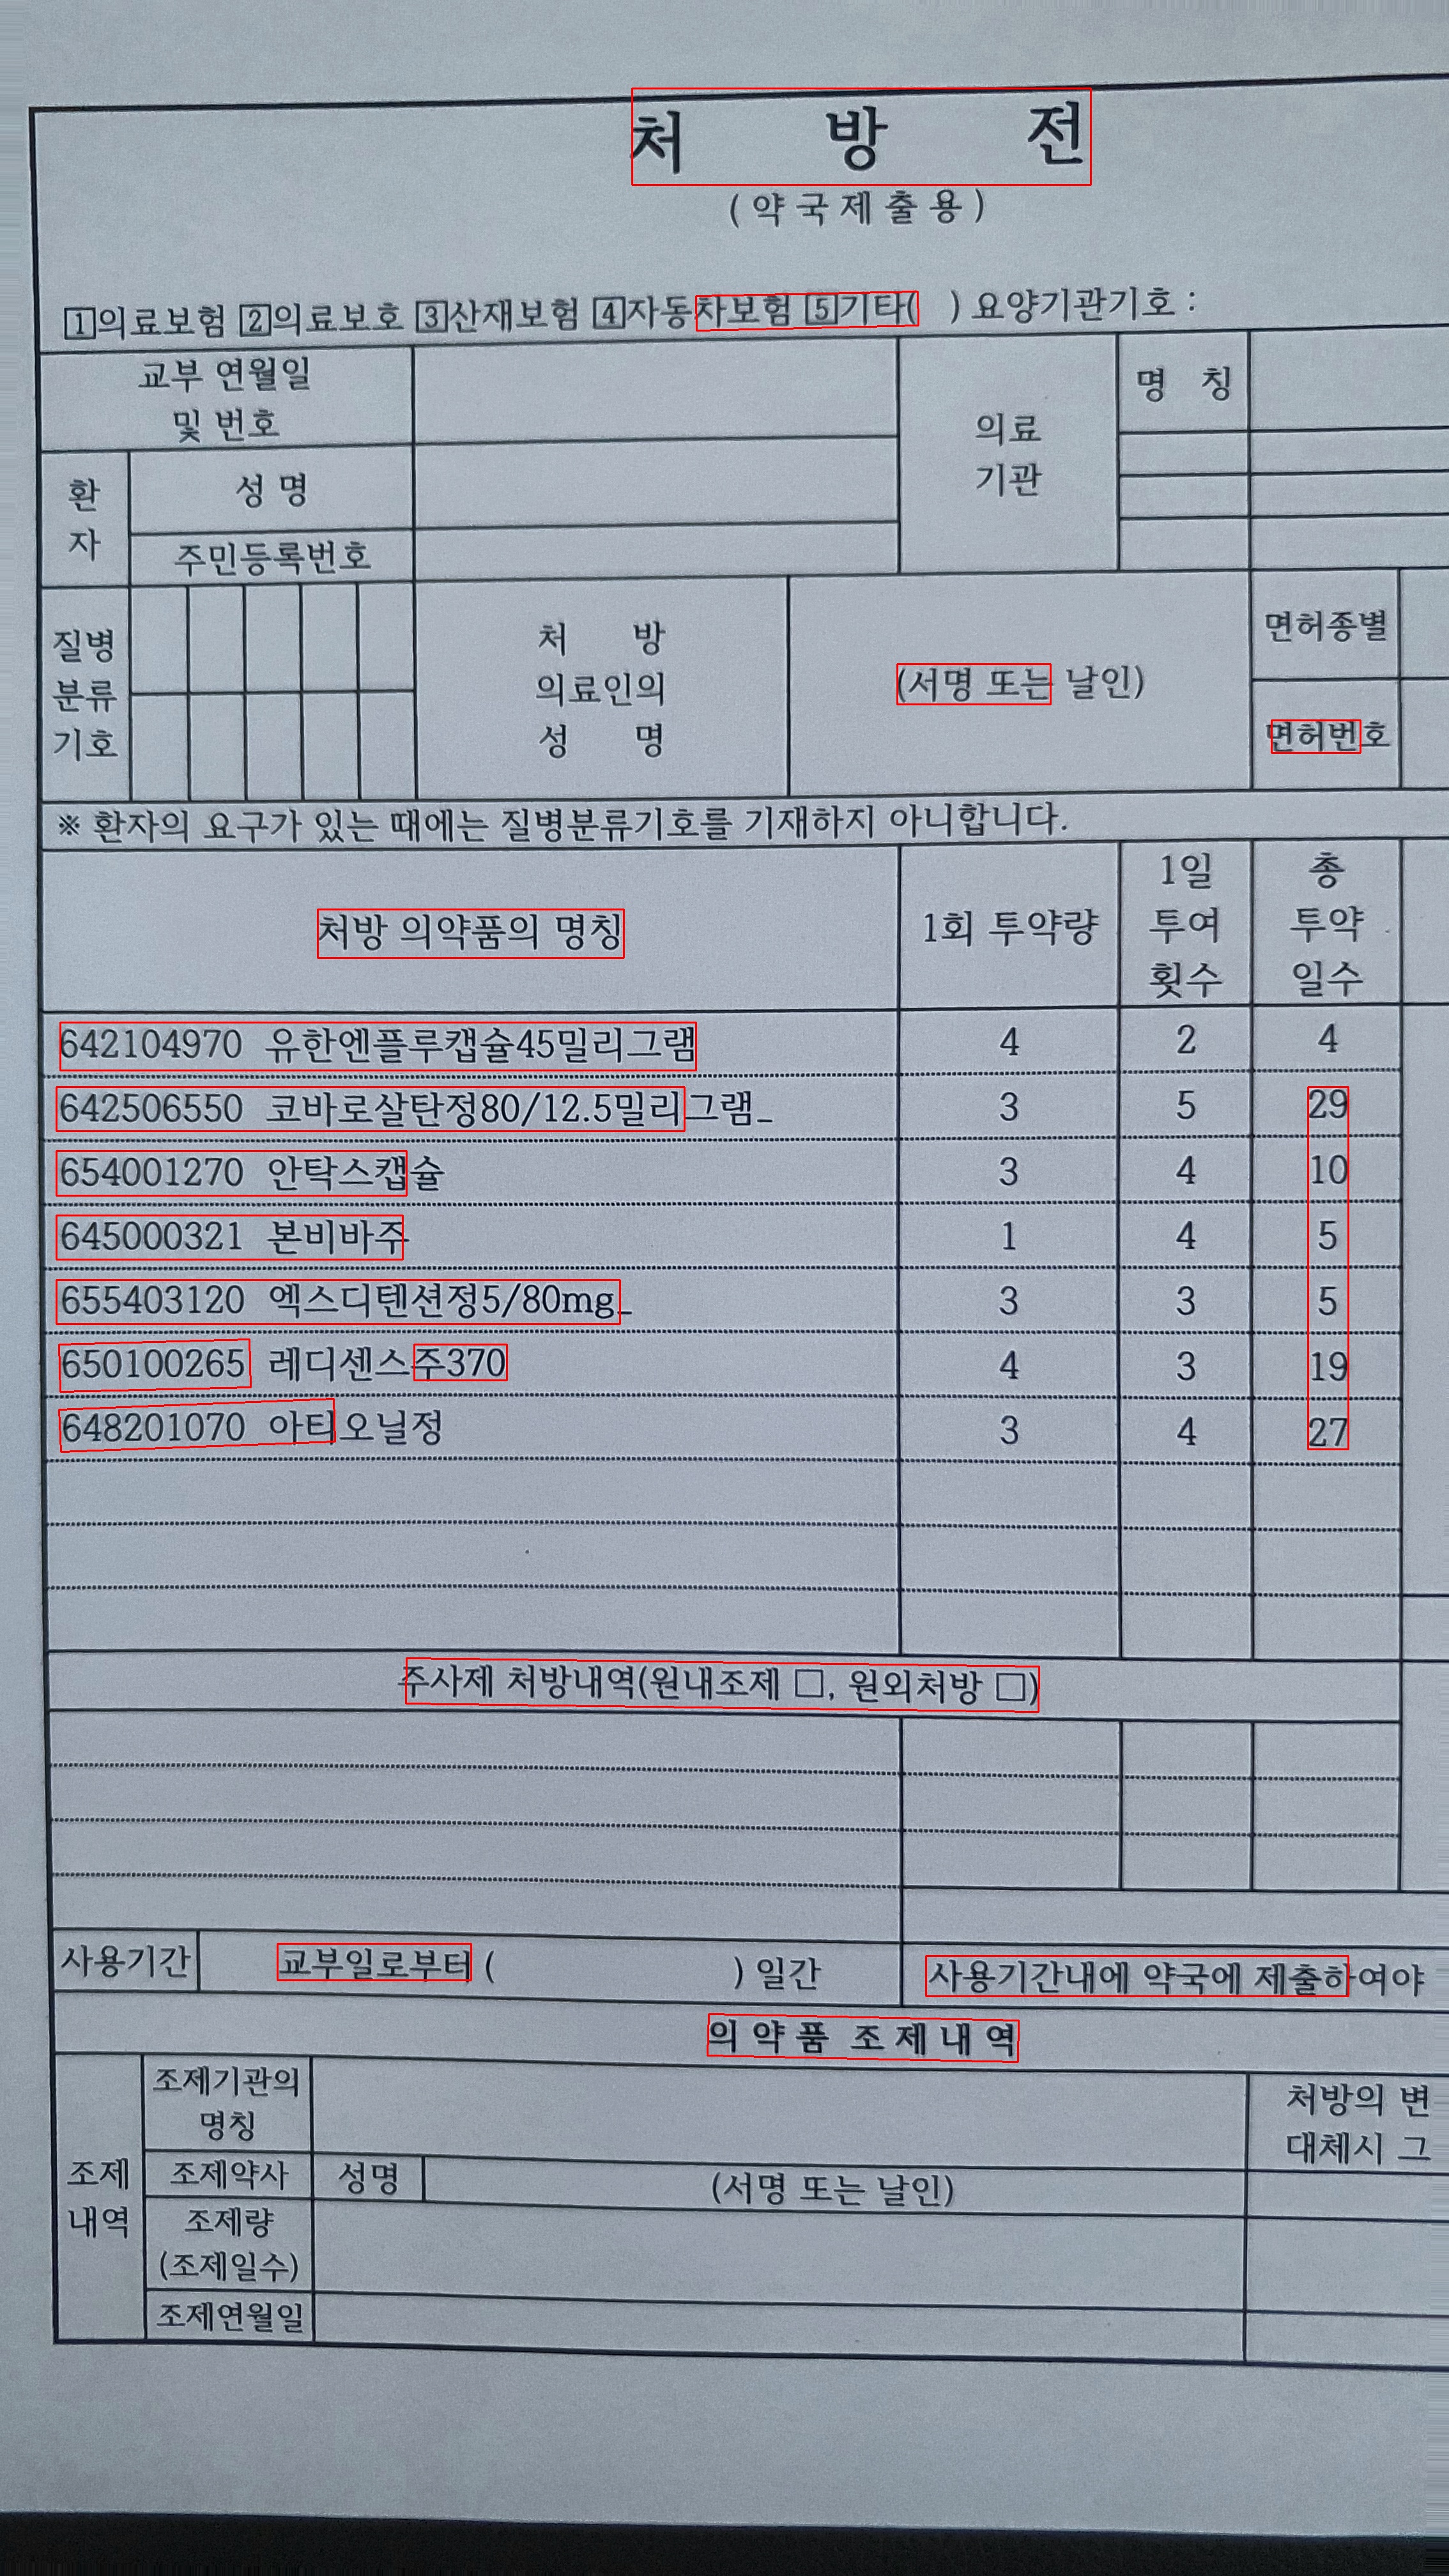 처 방 전
(약국제출용)
1의료보험 2의료보호 3산재보험 4자동차보험 5기타( ) 요양기관기호 :
교부 연월일
및 번호
의료
기관
명 칭
환
자
성 명
주민등록번호
질병
분류
기호
처 방
의료인의
성 명
(서명 또는 날인)
면허종별
면허번호
※ 환자의 요구가 있는 때에는 질병분류기호를 기재하지 아니합니다.
처방 의약품의 명칭
1회 투약량
1일
투여
횟수
총
투약
일수
642104970 유한엔플루캡슐45밀리그램 4 2 4
642506550 코바로살탄정80/12.5밀리그램_ 3 5 29
654001270 안탁스캡슐 3 4 10
645000321 본비바주 1 4 5
655403120 엑스디텐션정5/80mg_ 3 3 5
650100265 레디센스주370 4 3 19
648201070 아티오닐정 3 4 27
주사제 처방내역(원내조제 □, 원외처방 □)
사용기간 교부일로부터 ( ) 일간 사용기간내에 약국에 제출하여야
의 약 품 조 제 내 역
조제
내역
조제기관의
명칭
처방의 변
대체시 그
조제약사 성명 (서명 또는 날인)
조제량
(조제일수)
조제연월일